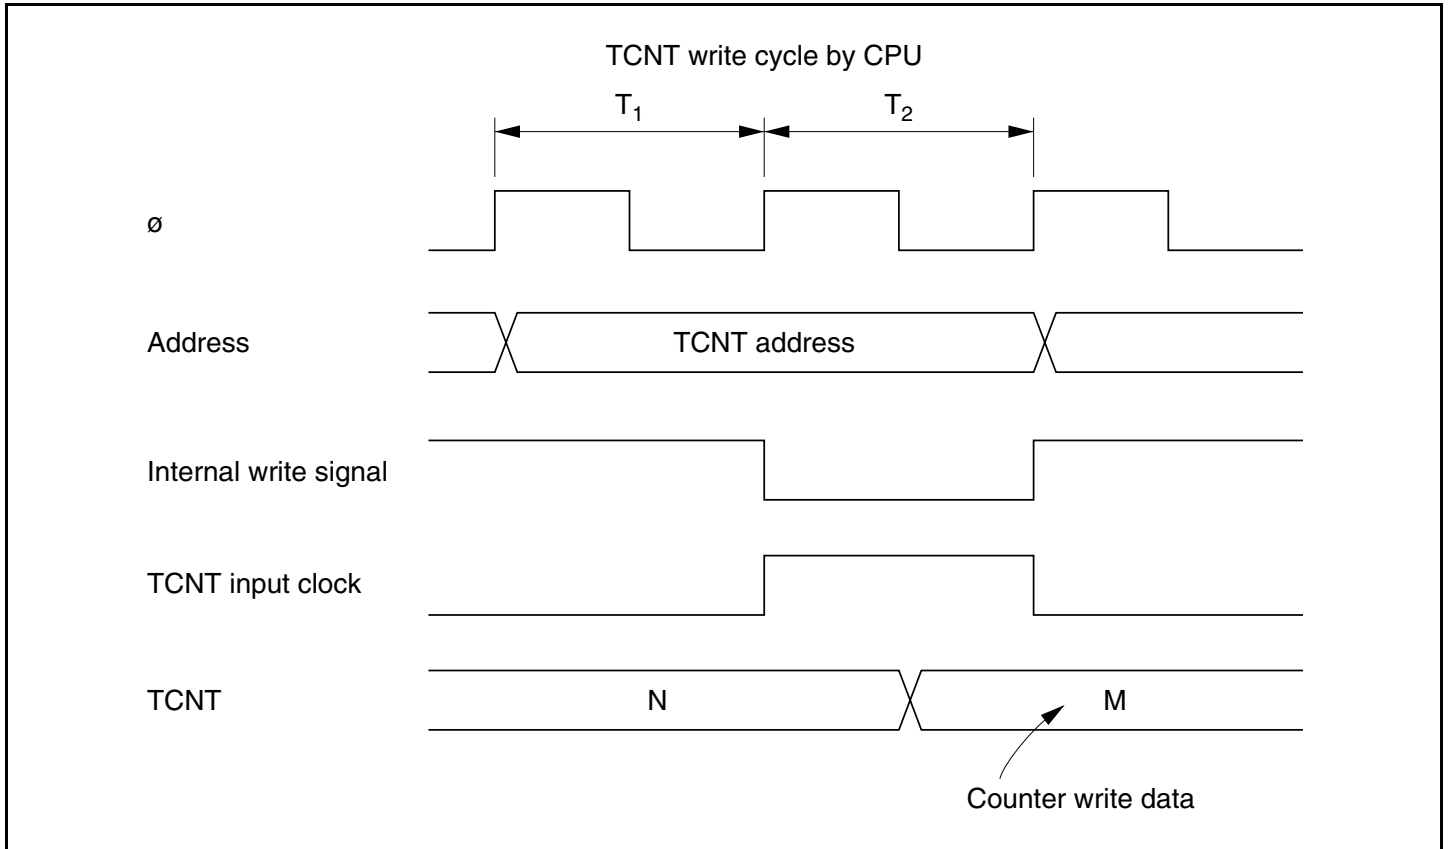 TCNT write cycle by CPU
T1 T2
ø
Address TCNT address
Internal write signal
TCNT input clock
TCNT N M
Counter write data